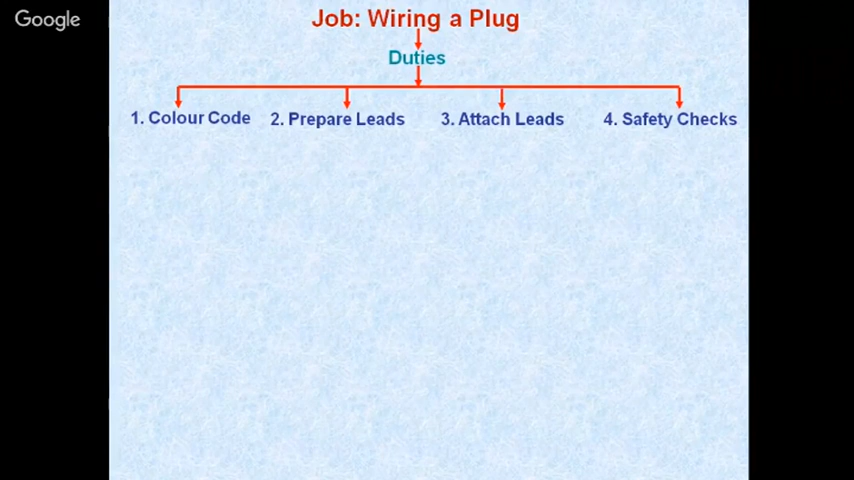 Google
Job: Wiring a Plug
Duties
1. Colour Code 2. Prepare Leads 3. Attach Leads 4. Safety Checks